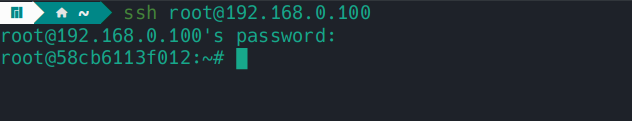 ~ ssh root@192.168.0.100
root@192.168.0.100's password:
root@58cb6113f012:~#